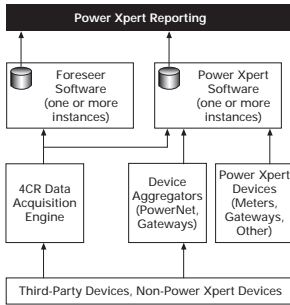 Power Xpert Reporting
Foreseer
Software
(one or more
instances)
Power Xpert
Software
(one or more
instances)
4CR Data
Acquisition
Engine
Device
Aggregators
(PowerNet,
Gateways)
Power Xpert
Devices
(Meters,
Gateways,
Other)
Third-Party Devices, Non-Power Xpert Devices